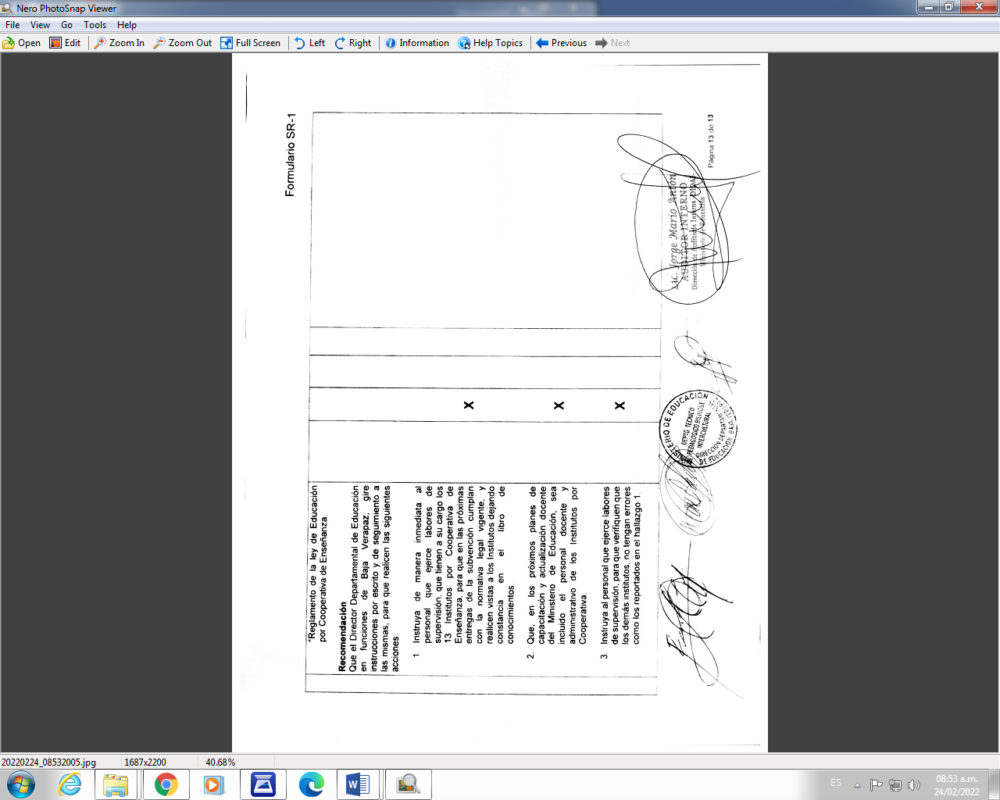 Nero PhotoSnap Viewer
File View Go Tools Help
Open Edit Zoom In Zoom Out Full Screen Left Right Information Help Topics Previous Next
Formulario SR-1
"Reglamento de la ley de Educación
por Cooperativa de Enseñanza.
Recomendación
Que el Director Departamental de Educación
en funciones de Baja Verapaz, gire
instrucciones por escrito y de seguimiento a
las mismas, para que realicen las siguientes
acciones:
1. Instruya de manera inmediata al
personal que ejerce labores de
supervisión, que tienen a su cargo los
13 Institutos por Cooperativa de
Enseñanza, para que en las próximas
entregas de la subvención cumplan
con la normativa legal vigente, y
realicen vistas a los Institutos dejando
constancia en el libro de
conocimientos.
X
2. Que, en los próximos planes de
capacitación y actualización docente
del Ministerio de Educación, sea
incluido el personal docente y
administrativo de los Institutos por
Cooperativa.
X
3. Instruya al personal que ejerce labores
de supervisión, para que verifiquen que
los demás institutos, no tengan errores
como los reportados en el hallazgo 1.
X
MINISTERIO DE EDUCACIÓN
DEPTO. TECNICO
PEDAGOGICO BILINGUE
INTERCULTURAL
DIRECCION DEPARTAMENTAL
DE EDUCACION, BAJA VERAPAZ
Lic. Jorge Mario Antón
AUDITOR INTERNO
Dirección de Auditoría Interna -DIDAI-
Ministerio de Educación
Página 13 de 13
20220224_08532005.jpg 1687x2200 40.68%
ES
08:53 a.m.
24/02/2022